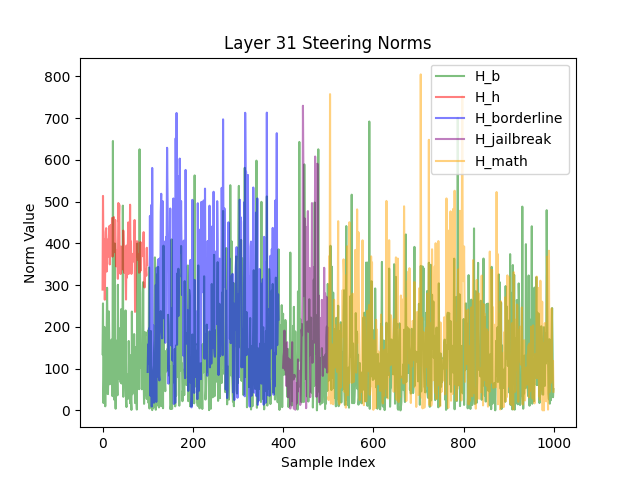 Layer 31 Steering Norms
Norm Value
800
700
600
500
400
300
200
100
0
H_b
H_h
H_borderline
H_jailbreak
H_math
0
200
400
600
800
1000
Sample Index